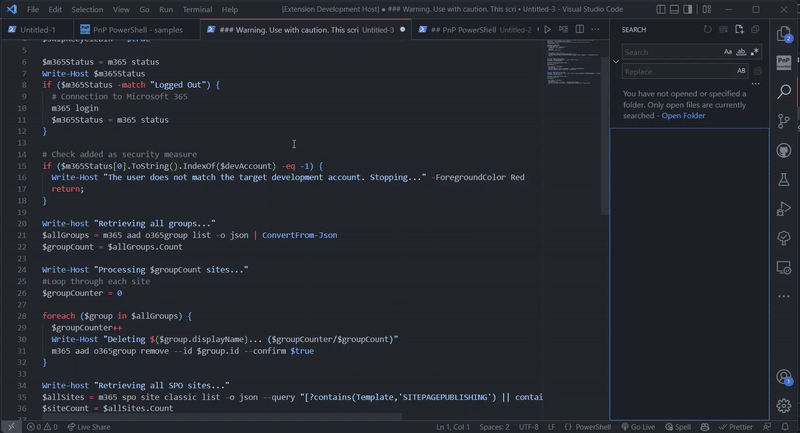 File Edit Selection View Go Run Terminal Help
[Extension Development Host] ● ### Warning. Use with caution. This scri • Untitled-3 - Visual Studio Code
Untitled-1
PnP PowerShell - samples
### Warning. Use with caution. This scri Untitled-3
## PnP PowerShell Untitled-2
5
6 $m365Status = m365 status
7 Write-Host $m365Status
8 if ($m365Status -match "Logged Out") {
9 # Connection to Microsoft 365
10 m365 login
11 $m365Status = m365 status
12 }
13
14 # Check added as security measure
15 if ($m365Status[0].ToString().IndexOf($devAccount) -eq -1) {
16 Write-Host "The user does not match the target development account. Stopping..." -ForegroundColor Red
17 return;
18 }
19
20 Write-host "Retrieving all groups..."
21 $allGroups = m365 aad o365group list -o json | ConvertFrom-Json
22 $groupCount = $allGroups.Count
23
24 Write-Host "Processing $groupCount sites..."
25 #Loop through each site
26 $groupCounter = 0
27
28 foreach ($group in $allGroups) {
29 $groupCounter++
30 Write-Host "Deleting $($group.displayName)... ($groupCounter/$groupCount)"
31 m365 aad o365group remove --id $group.id --confirm $true
32 }
33
34 Write-host "Retrieving all SPO sites..."
35 $allSites = m365 spo site classic list -o json --query "[?contains(Template,'SITEPAGEPUBLISHING') || contai
36 $siteCount = $allSites.Count
SEARCH
Search
Aa ab
Replace
AB
...
You have not opened or specified a
folder. Only open files are currently
searched - Open Folder
2
PnP
1
0 0 Live Share
Ln 1, Col 1 Spaces: 2 UTF-8 LF {} PowerShell Go Live Spell Prettier